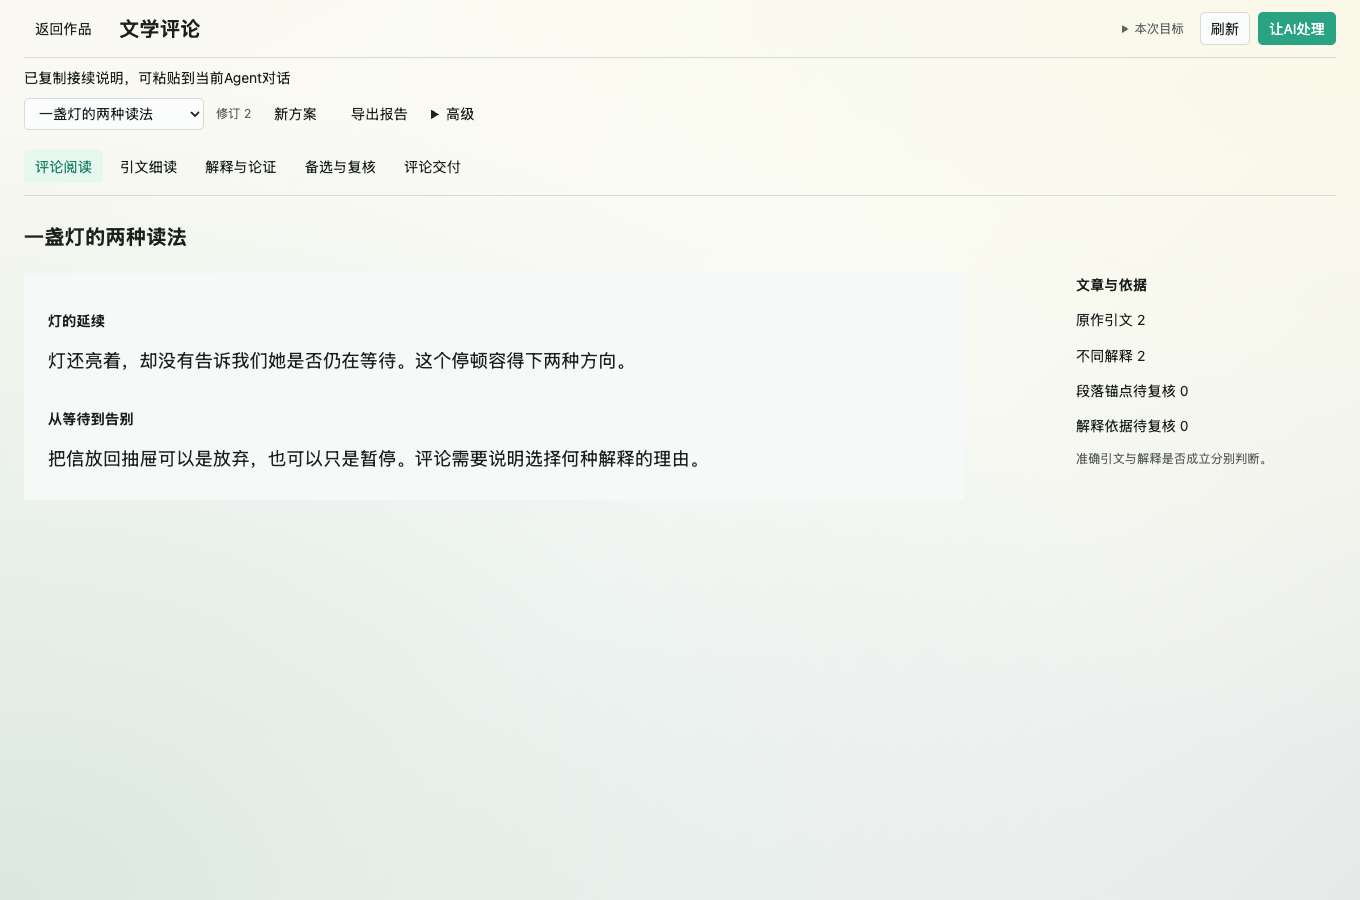 返回作品 文学评论 ▶ 本次目标 刷新 让AI处理
已复制接续说明，可粘贴到当前Agent对话
一盏灯的两种读法 修订 2 新方案 导出报告 ▶ 高级
评论阅读 引文细读 解释与论证 备选与复核 评论交付
一盏灯的两种读法
灯的延续
灯还亮着，却没有告诉我们她是否仍在等待。这个停顿容得下两种方向。
从等待到告别
把信放回抽屉可以是放弃，也可以只是暂停。评论需要说明选择何种解释的理由。
文章与依据
原作引文 2
不同解释 2
段落锚点待复核 0
解释依据待复核 0
准确引文与解释是否成立分别判断。